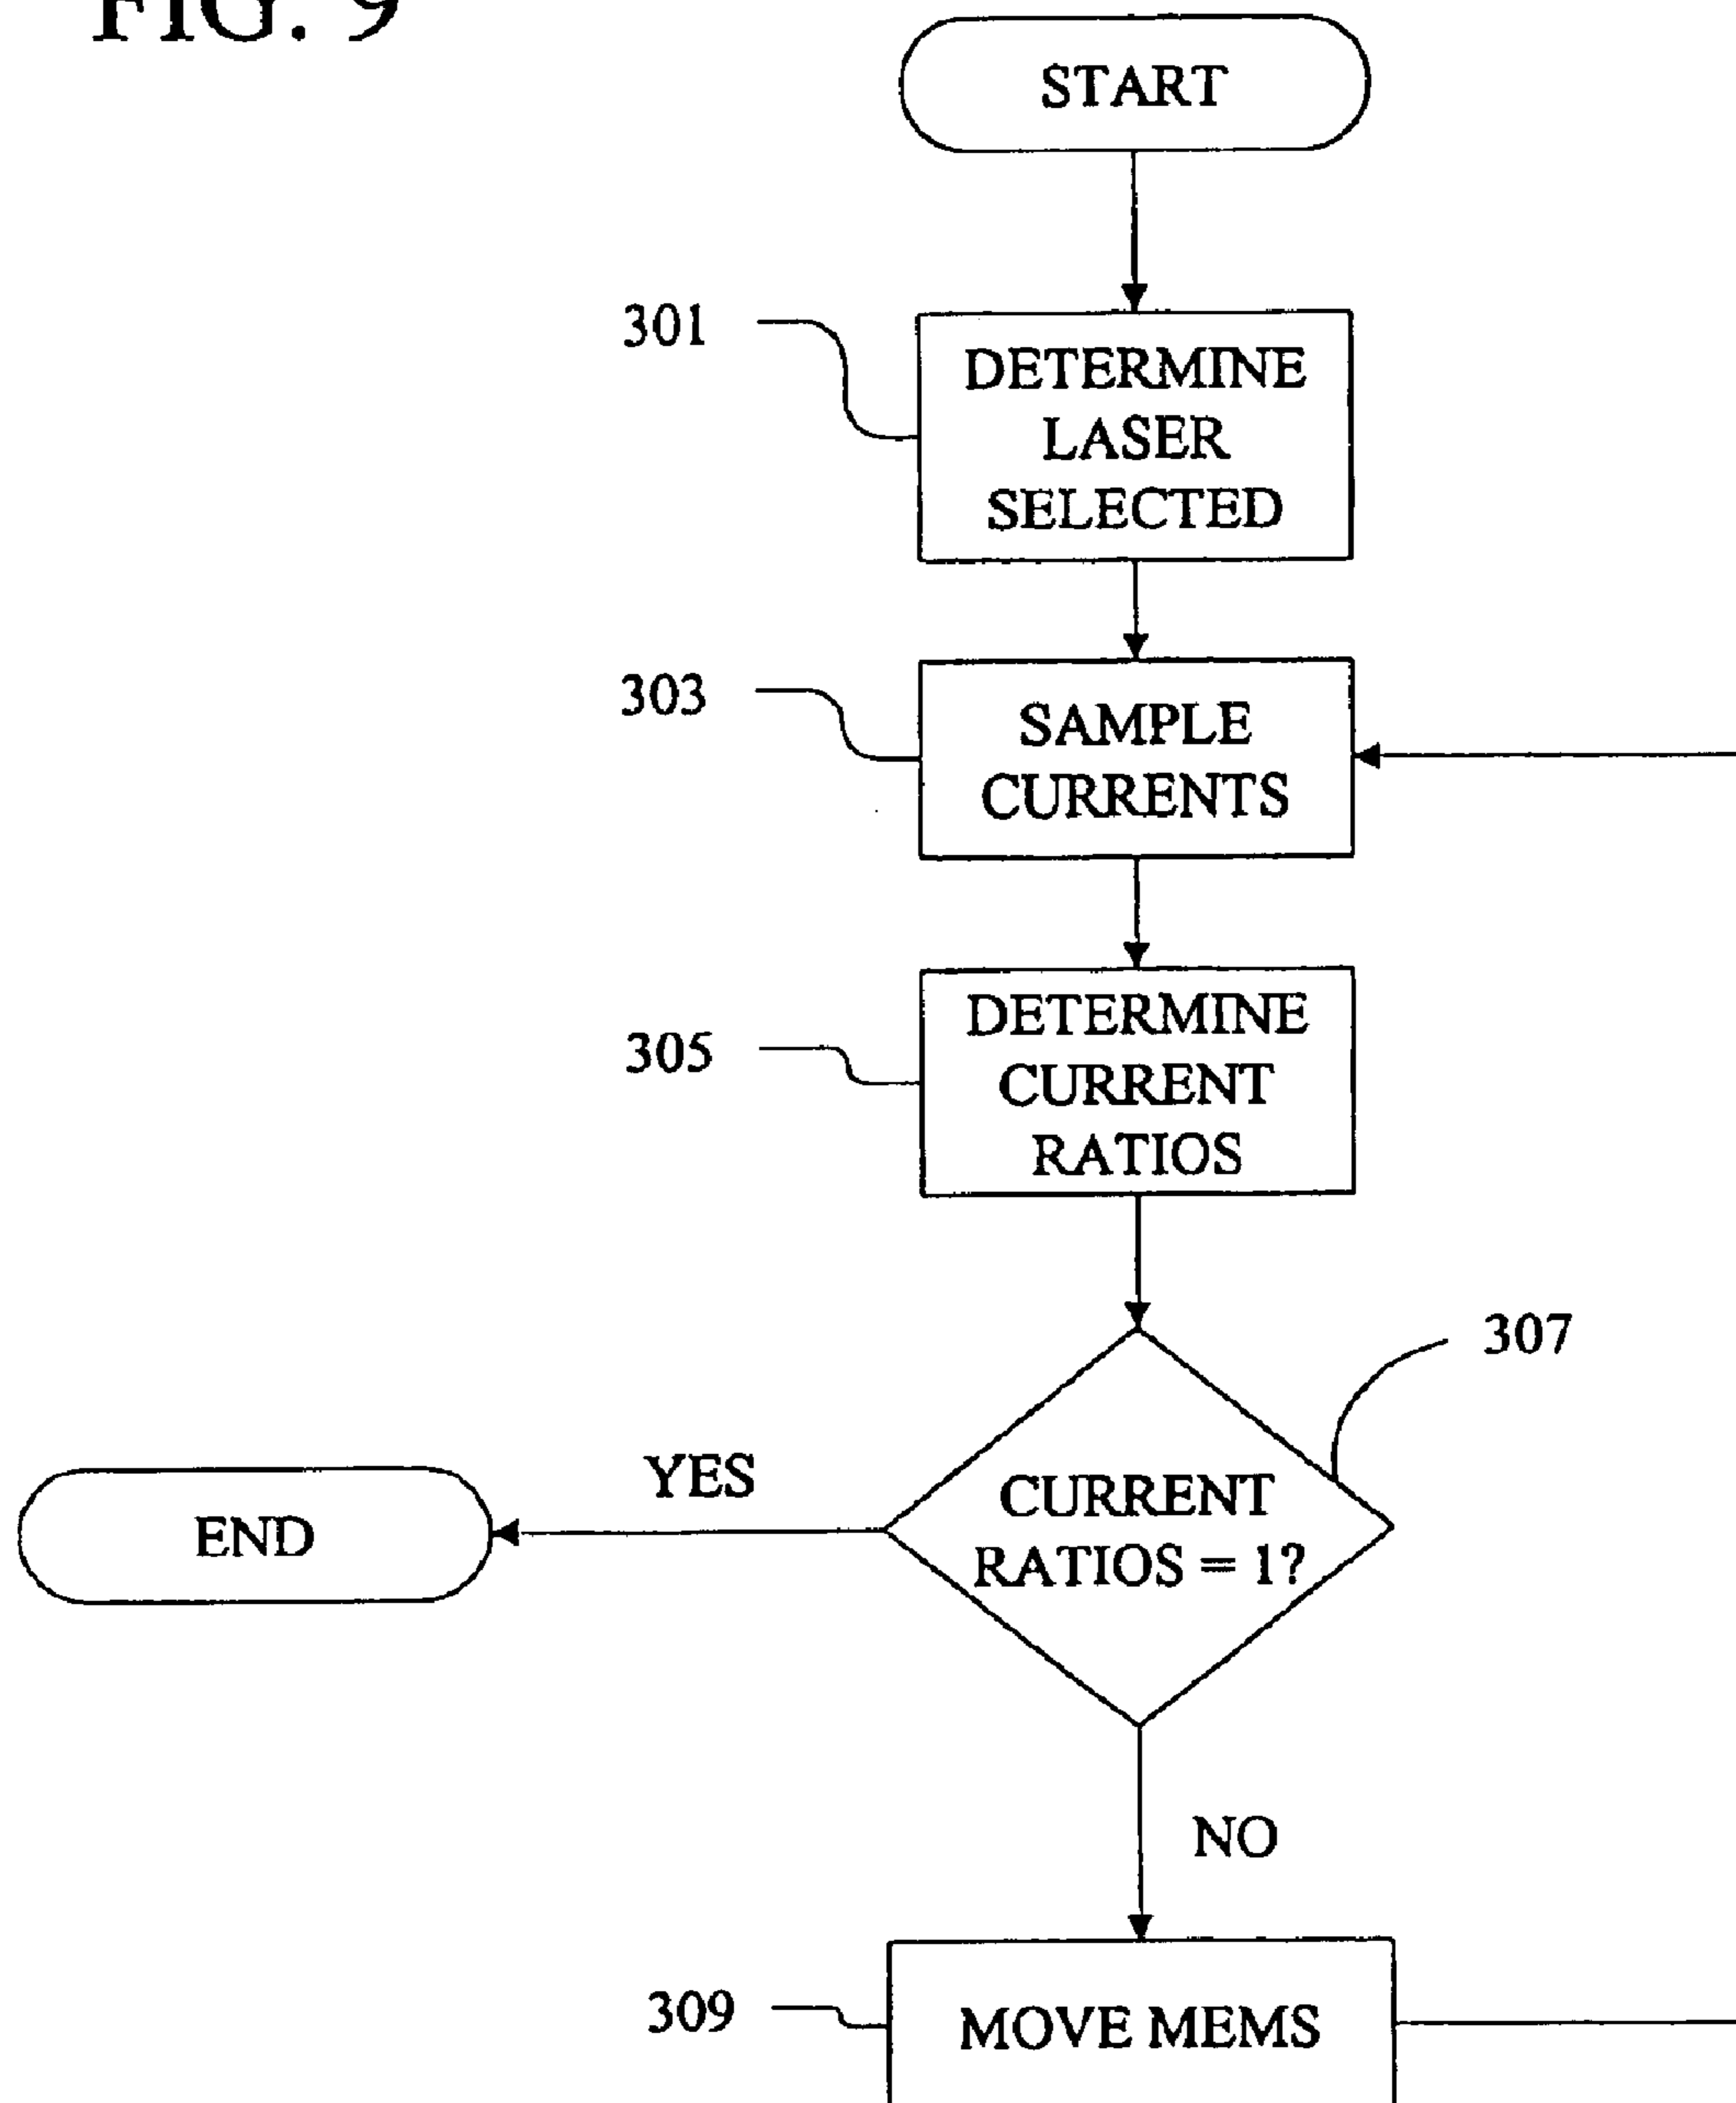 FIG. 9
START
301
DETERMINE
LASER
SELECTED
303
SAMPLE
CURRENTS
305
DETERMINE
CURRENT
RATIOS
307
CURRENT
RATIOS = 1?
YES
END
NO
309
MOVE MEMS